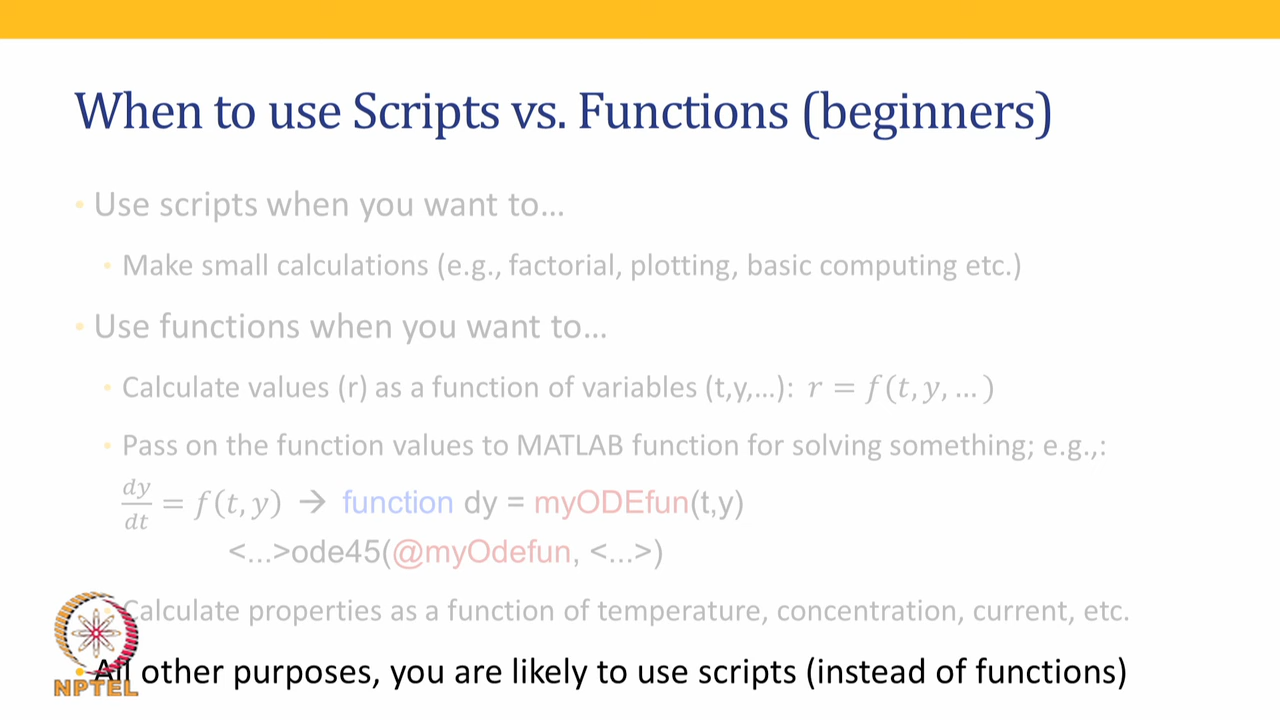 When to use Scripts vs. Functions (beginners)
• Use scripts when you want to…
• Make small calculations (e.g., factorial, plotting, basic computing etc.)
• Use functions when you want to…
• Calculate values (r) as a function of variables (t,y,…): r = f(t, y, … )
• Pass on the function values to MATLAB function for solving something; e.g.,:
dy/dt = f(t, y) → function dy = myODEfun(t,y)
<...>ode45(@myOdefun, <...>)
• Calculate properties as a function of temperature, concentration, current, etc.
• All other purposes, you are likely to use scripts (instead of functions)
NPTEL